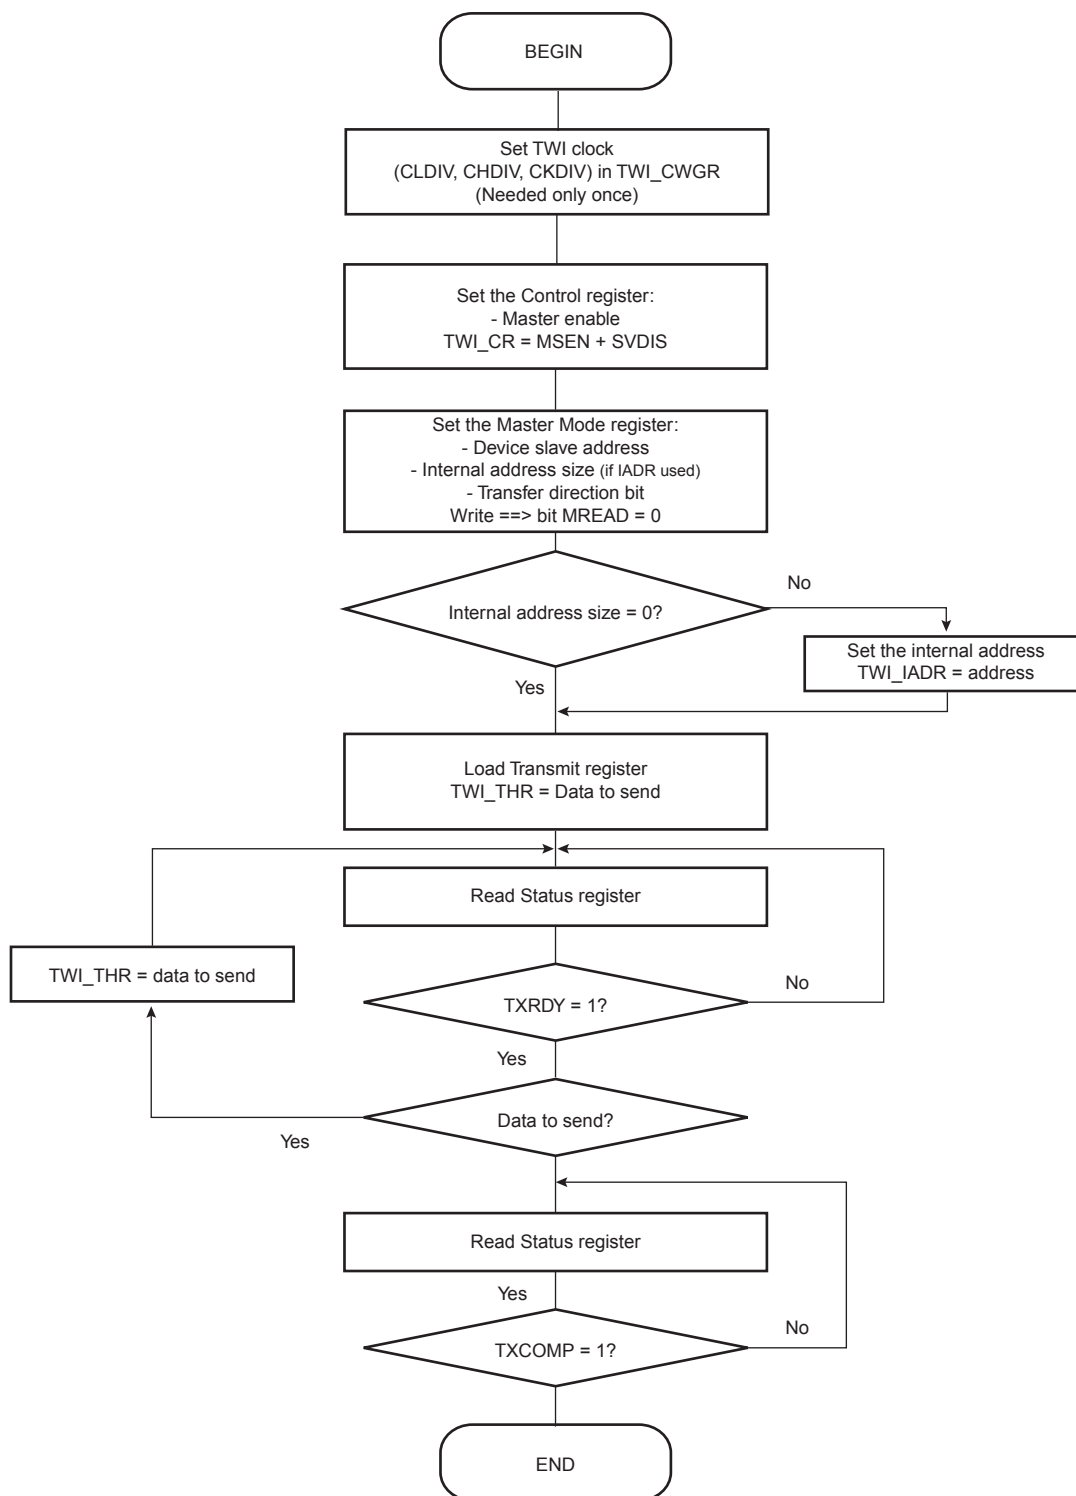 BEGIN
Set TWI clock
(CLDIV, CHDIV, CKDIV) in TWI_CWGR
(Needed only once)
Set the Control register:
- Master enable
TWI_CR = MSEN + SVDIS
Set the Master Mode register:
- Device slave address
- Internal address size (if IADR used)
- Transfer direction bit
Write ==> bit MREAD = 0
No
Internal address size = 0?
Set the internal address
TWI_IADR = address
Yes
Load Transmit register
TWI_THR = Data to send
Read Status register
TWI_THR = data to send
No
TXRDY = 1?
Yes
Data to send?
Yes
Read Status register
Yes
No
TXCOMP = 1?
END